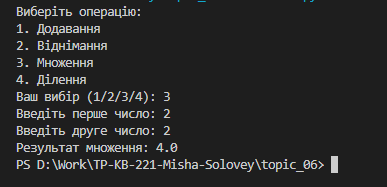 Виберіть операцію:
1. Додавання
2. Віднімання
3. Множення
4. Ділення
Ваш вибір (1/2/3/4): 3
Введіть перше число: 2
Введіть друге число: 2
Результат множення: 4.0
PS D:\Work\TP-KB-221-Misha-Solovey\topic_06>